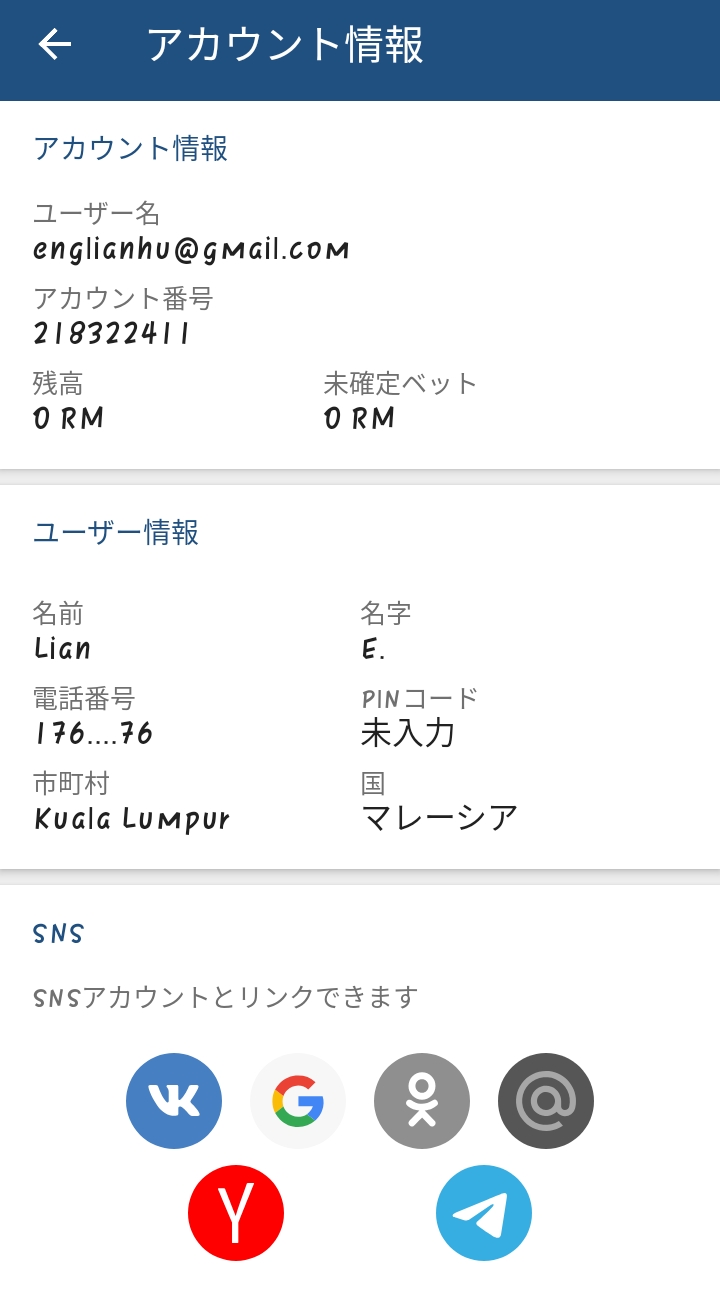 アカウント情報
アカウント情報
ユーザー名
englianhu@gmail.com
アカウント番号
218322411
残高 未確定ベット
0 RM 0 RM
ユーザー情報
名前 名字
Lian E.
電話番号 PINコード
176....76 未入力
市町村 国
Kuala Lumpur マレーシア
SNS
SNSアカウントとリンクできます